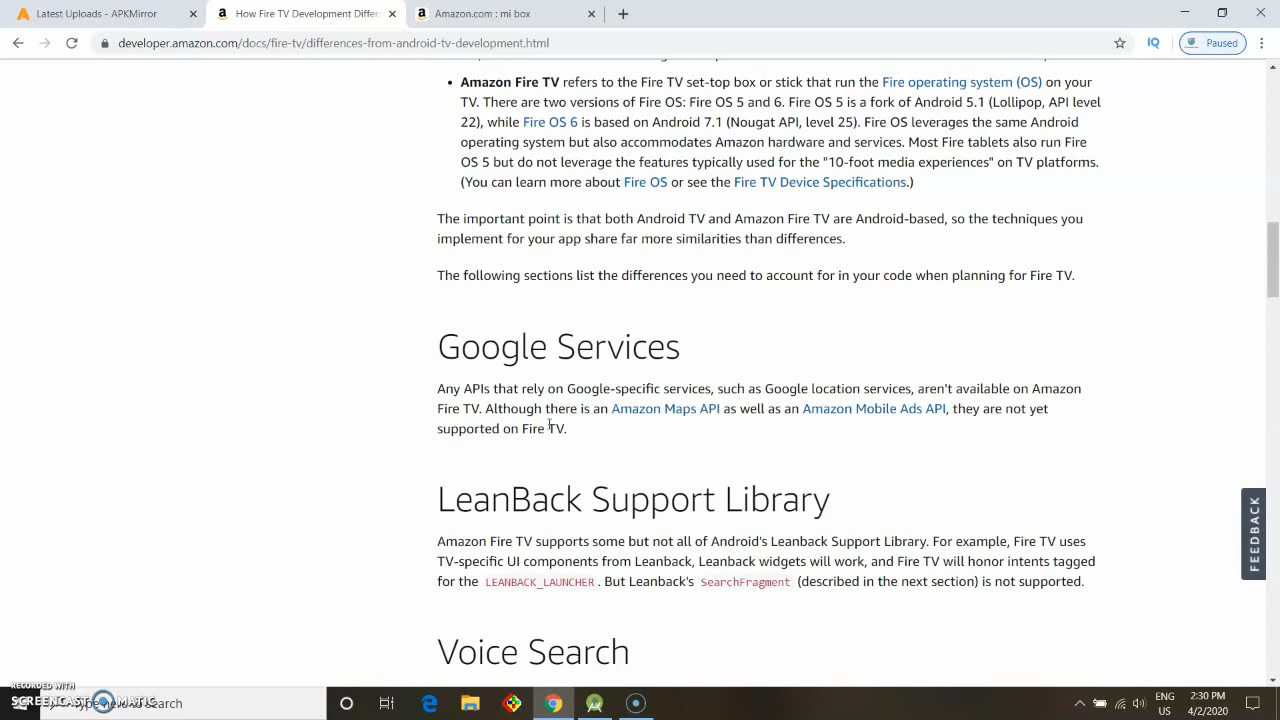 Latest Uploads - APKMirror
How Fire TV Development Differ
Amazon.com : mi box
developer.amazon.com/docs/fire-tv/differences-from-android-tv-development.html
IQ
Paused
• Amazon Fire TV refers to the Fire TV set-top box or stick that run the Fire operating system (OS) on your
TV. There are two versions of Fire OS: Fire OS 5 and 6. Fire OS 5 is a fork of Android 5.1 (Lollipop, API level
22), while Fire OS 6 is based on Android 7.1 (Nougat API, level 25). Fire OS leverages the same Android
operating system but also accommodates Amazon hardware and services. Most Fire tablets also run Fire
OS 5 but do not leverage the features typically used for the "10-foot media experiences" on TV platforms.
(You can learn more about Fire OS or see the Fire TV Device Specifications.)
The important point is that both Android TV and Amazon Fire TV are Android-based, so the techniques you
implement for your app share far more similarities than differences.
The following sections list the differences you need to account for in your code when planning for Fire TV.
Google Services
Any APIs that rely on Google-specific services, such as Google location services, aren't available on Amazon
Fire TV. Although there is an Amazon Maps API as well as an Amazon Mobile Ads API, they are not yet
supported on Fire TV.
LeanBack Support Library
Amazon Fire TV supports some but not all of Android's Leanback Support Library. For example, Fire TV uses
TV-specific UI components from Leanback, Leanback widgets will work, and Fire TV will honor intents tagged
for the LEANBACK_LAUNCHER. But Leanback's SearchFragment (described in the next section) is not supported.
Voice Search
FEEDBACK
RECORDED WITH
SCREENCAST MATIC
here to search
ENG
US
2:30 PM
4/2/2020